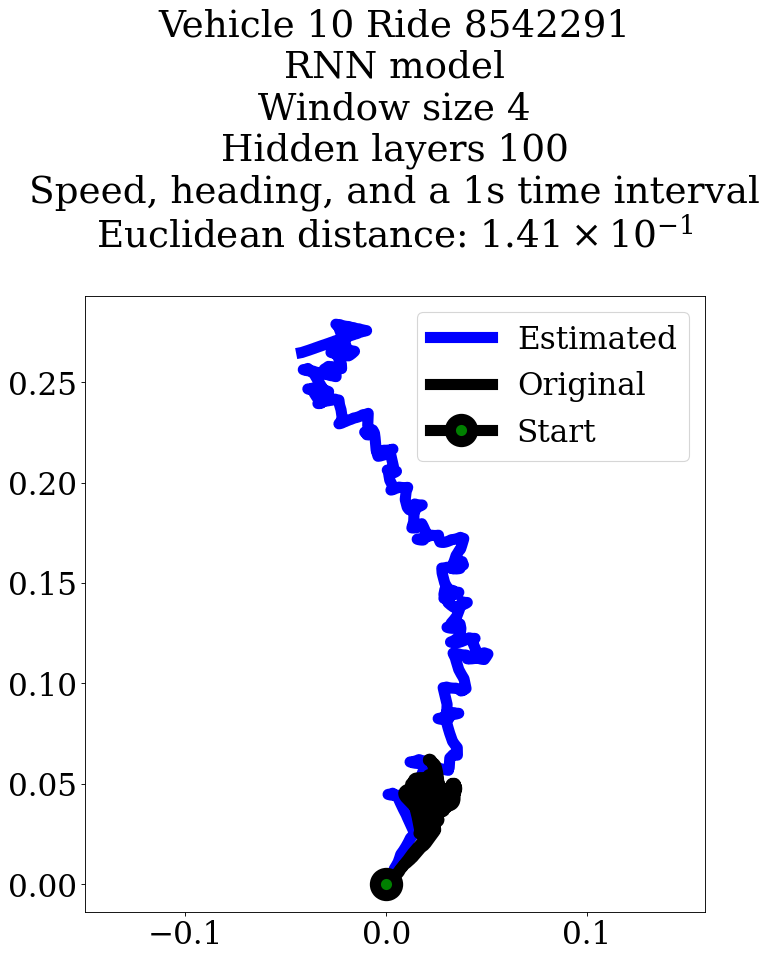 Vehicle 10 Ride 8542291
RNN model
Window size 4
Hidden layers 100
Speed, heading, and a 1s time interval
Euclidean distance: 1.41 × 10⁻¹
Estimated
Original
Start
0.25
0.20
0.15
0.10
0.05
0.00
−0.1
0.0
0.1